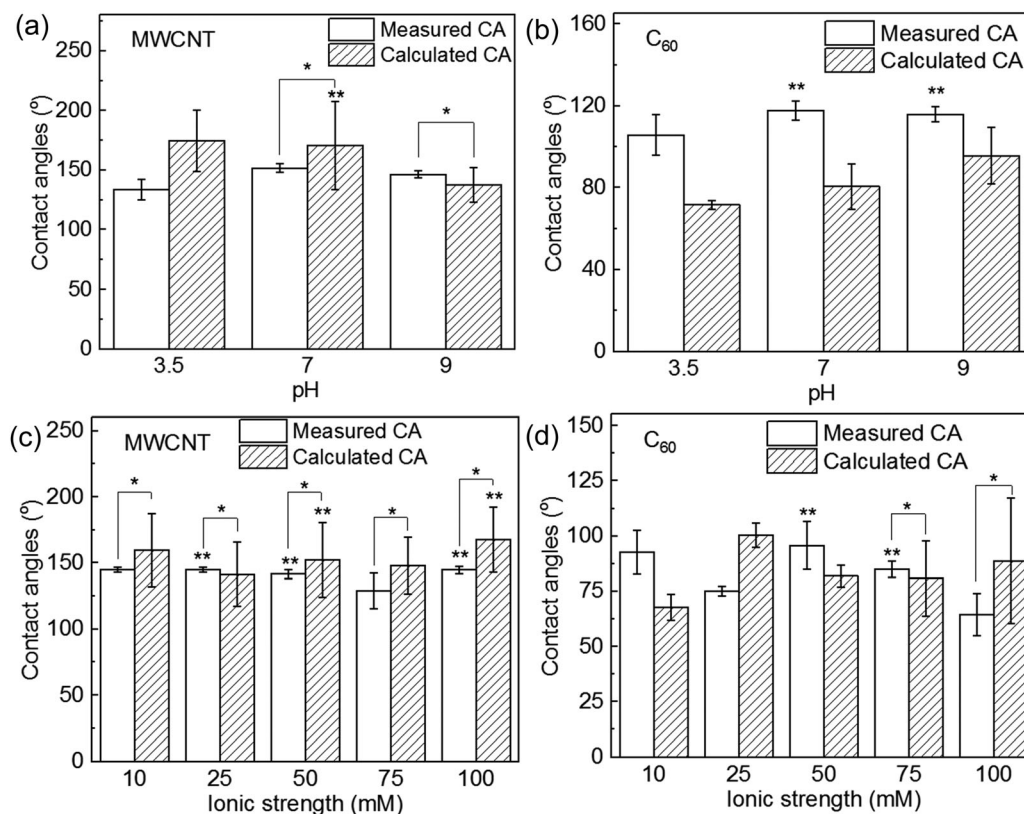 (a)
MWCNT
Measured CA
Calculated CA
250
200
150
100
50
0
Contact angles (º)
*
**
*
3.5 7 9
pH
(b)
C60
Measured CA
Calculated CA
160
120
80
40
0
Contact angles (º)
**
**
3.5 7 9
pH
(c)
MWCNT
Measured CA
Calculated CA
250
200
150
100
50
0
Contact angles (º)
*
**
*
**
*
**
*
**
*
**
10 25 50 75 100
Ionic strength (mM)
(d)
C60
Measured CA
Calculated CA
150
125
100
75
50
25
0
Contact angles (º)
**
**
*
*
10 25 50 75 100
Ionic strength (mM)